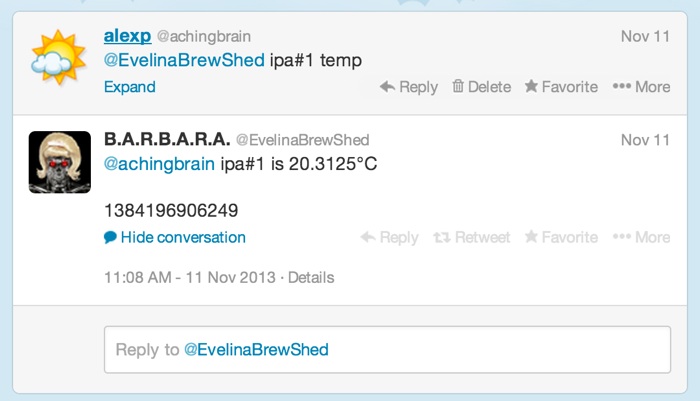 alexp @achingbrain Nov 11
@EvelinaBrewShed ipa#1 temp
Expand Reply Delete Favorite More
B.A.R.B.A.R.A. @EvelinaBrewShed Nov 11
@achingbrain ipa#1 is 20.3125°C
1384196906249
Hide conversation Reply Retweet Favorite More
11:08 AM - 11 Nov 2013 · Details
Reply to @EvelinaBrewShed